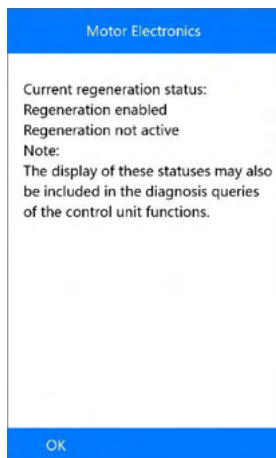 Motor Electronics
Current regeneration status:
Regeneration enabled
Regeneration not active
Note:
The display of these statuses may also
be included in the diagnosis queries
of the control unit functions.
OK